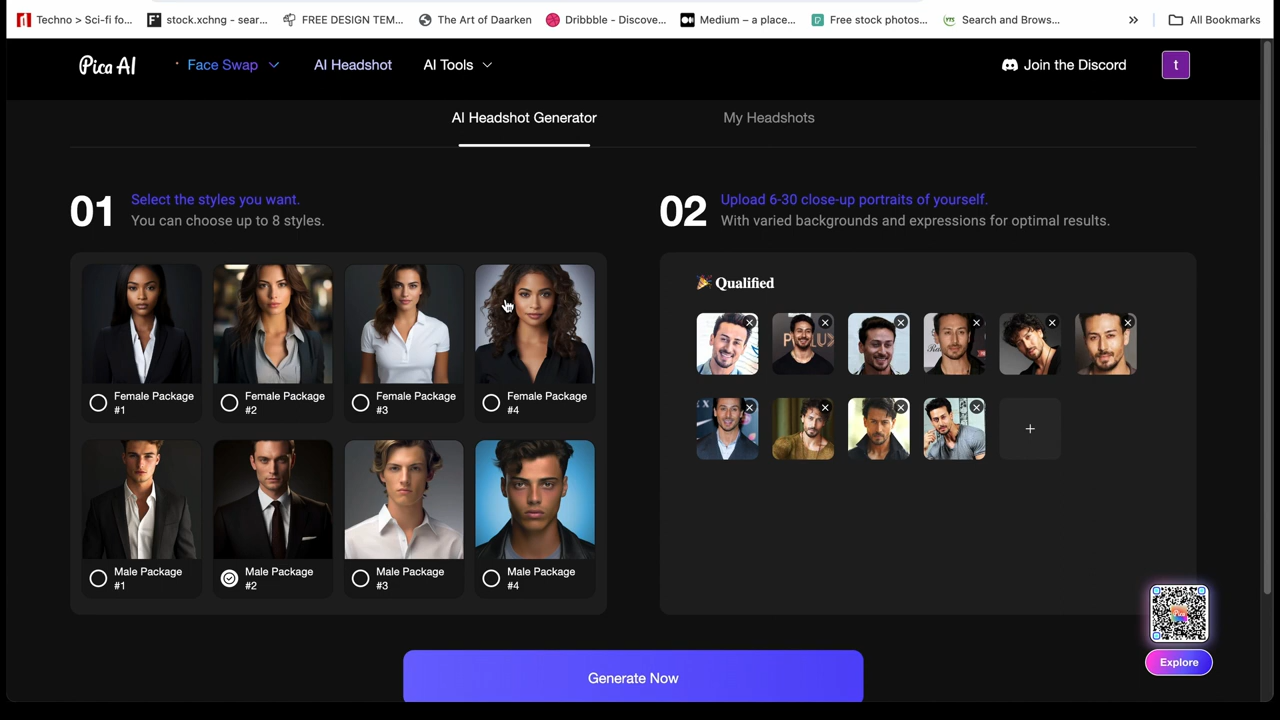 Techno > Sci-fi fo...
stock.xchng - sear...
FREE DESIGN TEM...
The Art of Daarken
Dribbble - Discove...
Medium – a place...
Free stock photos...
Search and Brows...
»
All Bookmarks
Pica AI
Face Swap
AI Headshot
AI Tools
Join the Discord
t
AI Headshot Generator
My Headshots
01
Select the styles you want.
You can choose up to 8 styles.
02
Upload 6-30 close-up portraits of yourself.
With varied backgrounds and expressions for optimal results.
Female Package
#1
Female Package
#2
Female Package
#3
Female Package
#4
Male Package
#1
Male Package
#2
Male Package
#3
Male Package
#4
Qualified
+
Generate Now
Explore